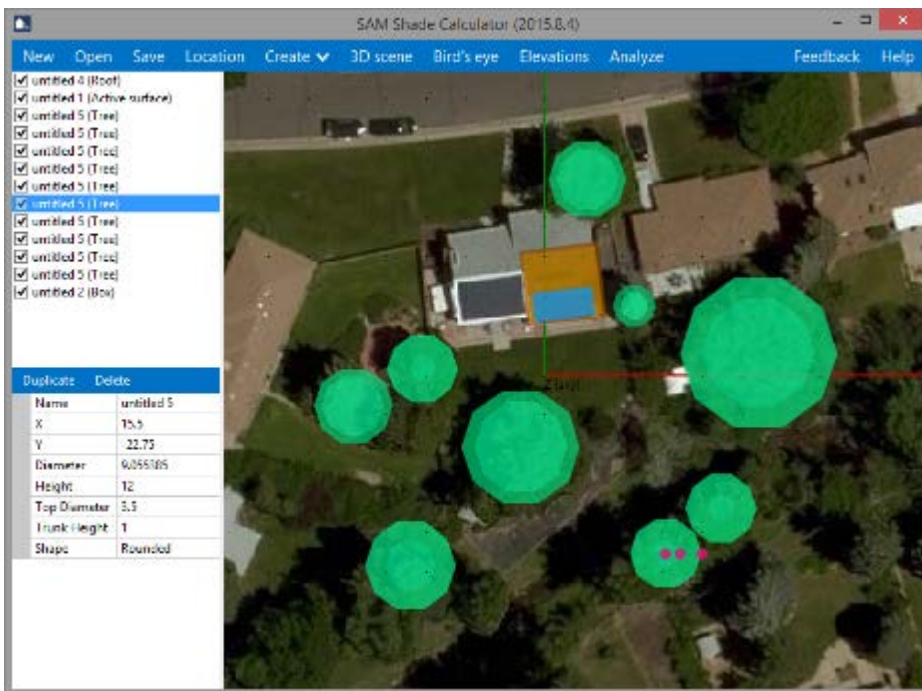 SAM Shade Calculator (2015.8.4)
New Open Save Location Create 3D scene Bird's eye Elevations Analyze Feedback Help
untitled 4 (Roof)
untitled 1 (Active surface)
untitled 5 (Tree)
untitled 5 (Tree)
untitled 5 (Tree)
untitled 5 (Tree)
untitled 5 (Tree)
untitled 5 (Tree)
untitled 5 (Tree)
untitled 5 (Tree)
untitled 5 (Tree)
untitled 5 (Tree)
untitled 2 (Box)
Duplicate Delete
Name untitled 5
X 15.5
Y -22.75
Diameter 9.055385
Height 12
Top Diameter 3.5
Trunk Height 1
Shape Rounded